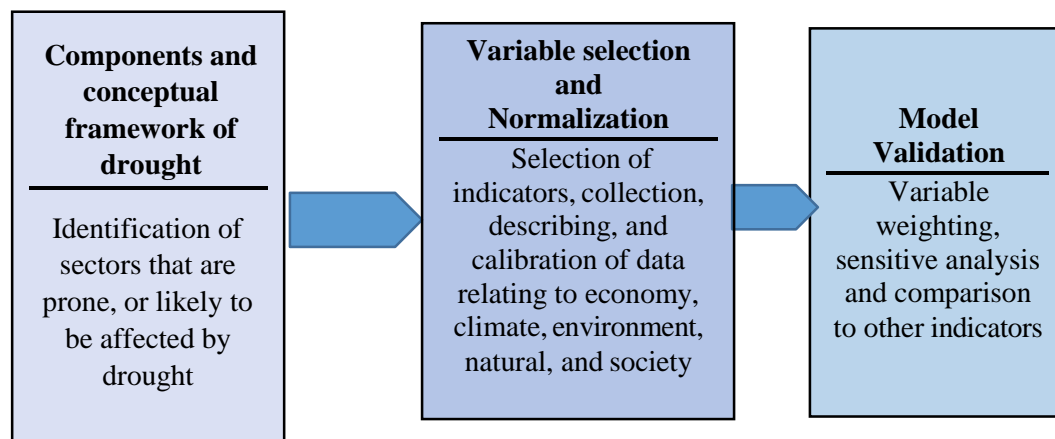 Components and
conceptual
framework of
drought
Identification of
sectors that are
prone, or likely to
be affected by
drought
Variable selection
and
Normalization
Selection of
indicators, collection,
describing, and
calibration of data
relating to economy,
climate, environment,
natural, and society
Model
Validation
Variable
weighting,
sensitive analysis
and comparison
to other indicators